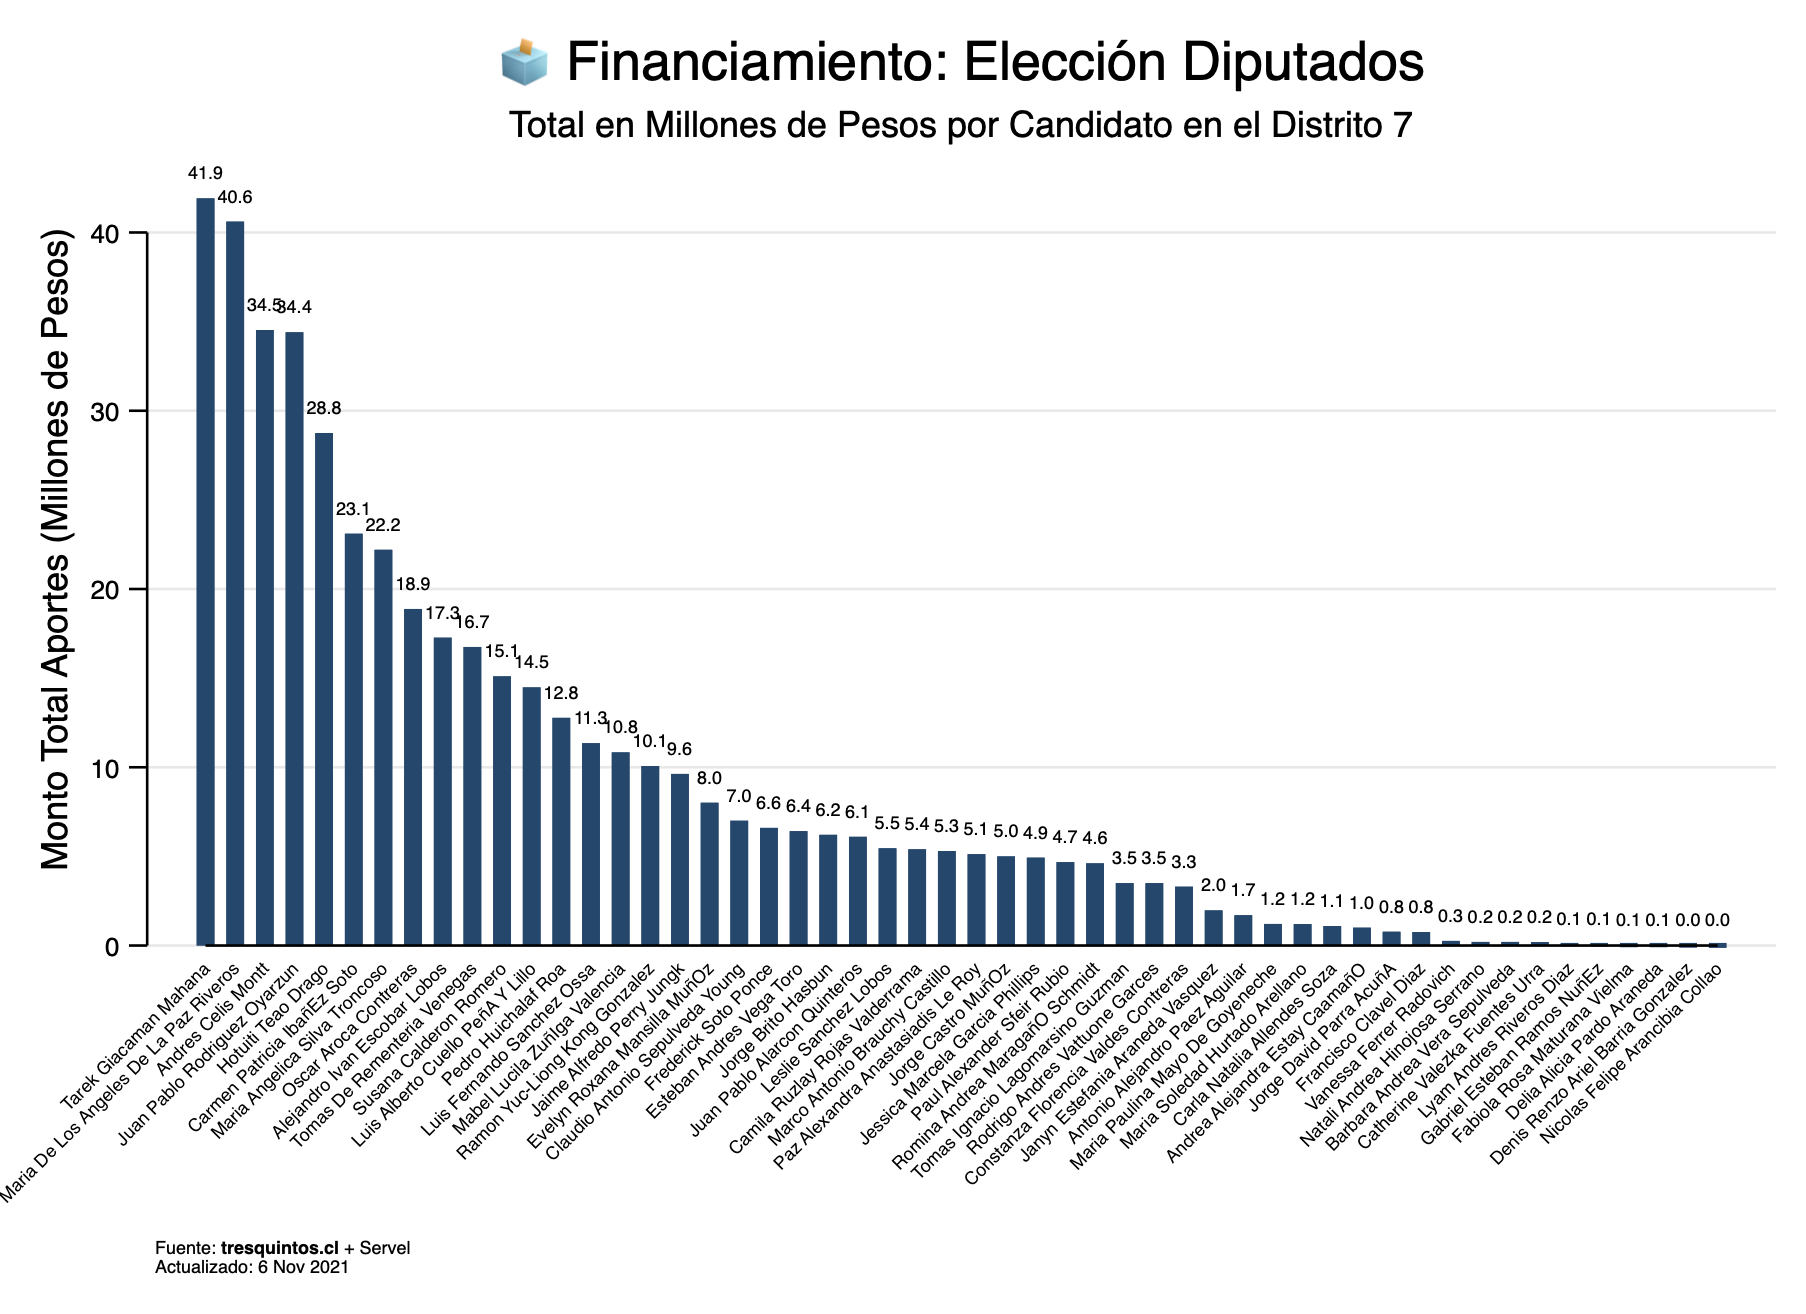 Financiamiento: Elección Diputados
Total en Millones de Pesos por Candidato en el Distrito 7
Monto Total Aportes (Millones de Pesos)
40
30
20
10
0
41.9
40.6
34.5
34.4
28.8
23.1
22.2
18.9
17.3
16.7
15.1
14.5
12.8
11.3
10.8
10.1
9.6
8.0
7.0
6.6
6.4
6.2
6.1
5.5
5.4
5.3
5.1
5.0
4.9
4.7
4.6
3.5
3.5
3.3
2.0
1.7
1.2
1.2
1.1
1.0
0.8
0.8
0.3
0.2
0.2
0.2
0.1
0.1
0.1
0.1
0.0
0.0
Tarek Giacaman Mahana
Maria De Los Angeles De La Paz Riveros
Andres Celis Montt
Juan Pablo Rodriguez Oyarzun
Hotuiti Teao Drago
Carmen Patricia IbañEz Soto
Maria Angelica Silva Troncoso
Oscar Aroca Contreras
Alejandro Ivan Escobar Lobos
Tomas De Rementeria Venegas
Susana Calderon Romero
Luis Alberto Cuello PeñA Y Lillo
Pedro Huichalaf Roa
Luis Fernando Sanchez Ossa
Mabel Lucila Zuñiga Valencia
Ramon Yuc-Long Kong Gonzalez
Jaime Alfredo Perry Jungk
Evelyn Roxana Mansilla MuñOz
Claudio Antonio Sepulveda Young
Frederick Soto Ponce
Esteban Andres Vega Toro
Jorge Brito Hasbun
Juan Pablo Alarcon Quinteros
Leslie Sanchez Lobos
Camila Ruzlay Rojas Valderrama
Marco Antonio Brauchy Castillo
Paz Alexandra Anastasiadis Le Roy
Jorge Castro MuñOz
Jessica Marcela Garcia Phillips
Paul Alexander Sfeir Rubio
Romina Andrea MaragañO Schmidt
Tomas Ignacio Lagomarsino Guzman
Rodrigo Andres Vattuone Garces
Constanza Florencia Valdes Contreras
Janyn Estefania Araneda Vasquez
Antonio Alejandro Paez Aguilar
Maria Paulina Mayo De Goyeneche
Maria Soledad Hurtado Arellano
Carla Natalia Allendes Soza
Andrea Alejandra Estay CaamañO
Jorge David Parra AcuñA
Francisco Clavel Diaz
Vanessa Ferrer Radovich
Natali Andrea Hinojosa Serrano
Barbara Andrea Vera Sepulveda
Catherine Valezka Fuentes Urra
Lyam Andres Riveros Diaz
Gabriel Esteban Ramos NuñEz
Fabiola Rosa Maturana Vielma
Delia Alicia Pardo Araneda
Denis Renzo Ariel Barria Gonzalez
Nicolas Felipe Arancibia Collao
Fuente: tresquintos.cl + Servel
Actualizado: 6 Nov 2021